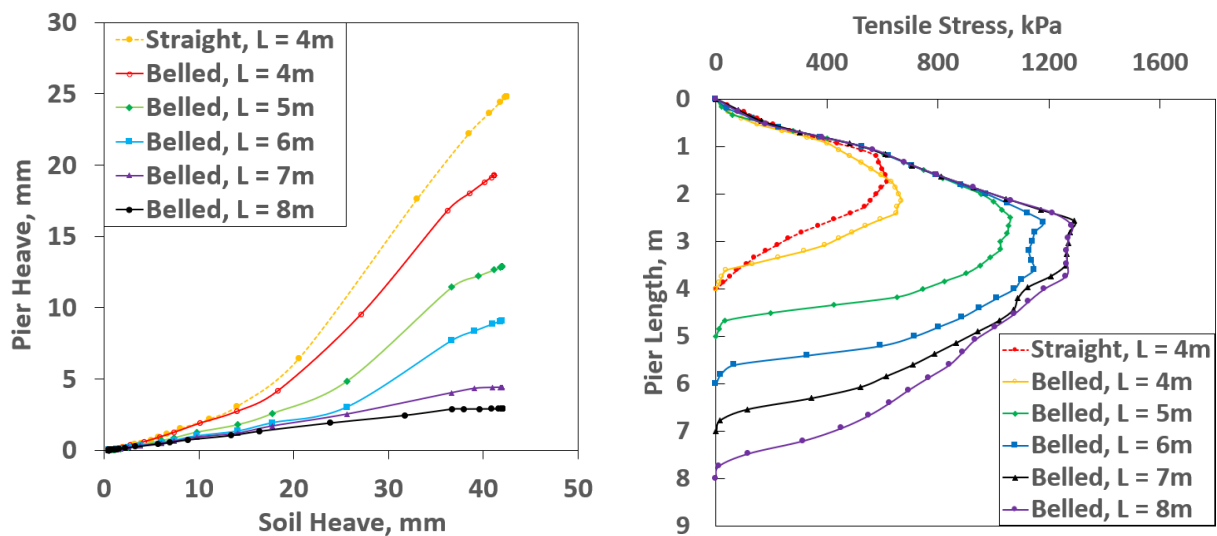 30
25
20
15
10
5
0
Pier Heave, mm
Straight, L = 4m
Belled, L = 4m
Belled, L = 5m
Belled, L = 6m
Belled, L = 7m
Belled, L = 8m
0 10 20 30 40 50
Soil Heave, mm
Tensile Stress, kPa
0 400 800 1200 1600
0
1
2
3
4
5
6
7
8
9
Pier Length, m
Straight, L = 4m
Belled, L = 4m
Belled, L = 5m
Belled, L = 6m
Belled, L = 7m
Belled, L = 8m